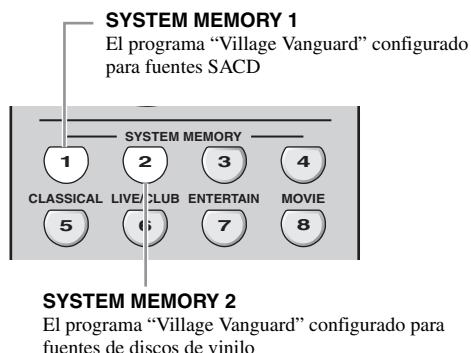 SYSTEM MEMORY 1
El programa “Village Vanguard” configurado
para fuentes SACD
SYSTEM MEMORY
1 2 3 4
CLASSICAL LIVE/CLUB ENTERTAIN MOVIE
5 6 7 8
SYSTEM MEMORY 2
El programa “Village Vanguard” configurado para
fuentes de discos de vinilo